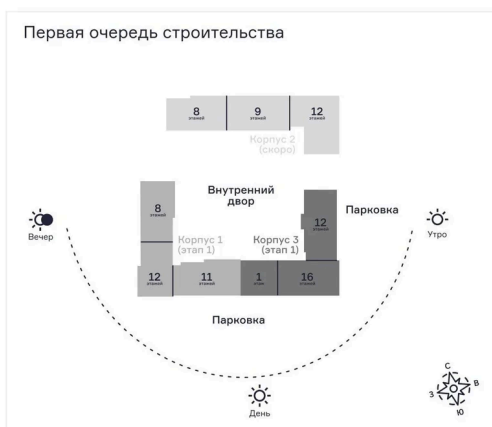 Первая очередь строительства
8
этажей
9
этажей
12
этажей
Корпус 2
(скоро)
8
этажей
Внутренний
двор
12
этажей
Парковка
Вечер
Утро
Корпус 1
(этап 1)
Корпус 3
(этап 1)
12
этажей
11
этажей
1
этаж
16
этажей
Парковка
День
С
В
З
Ю